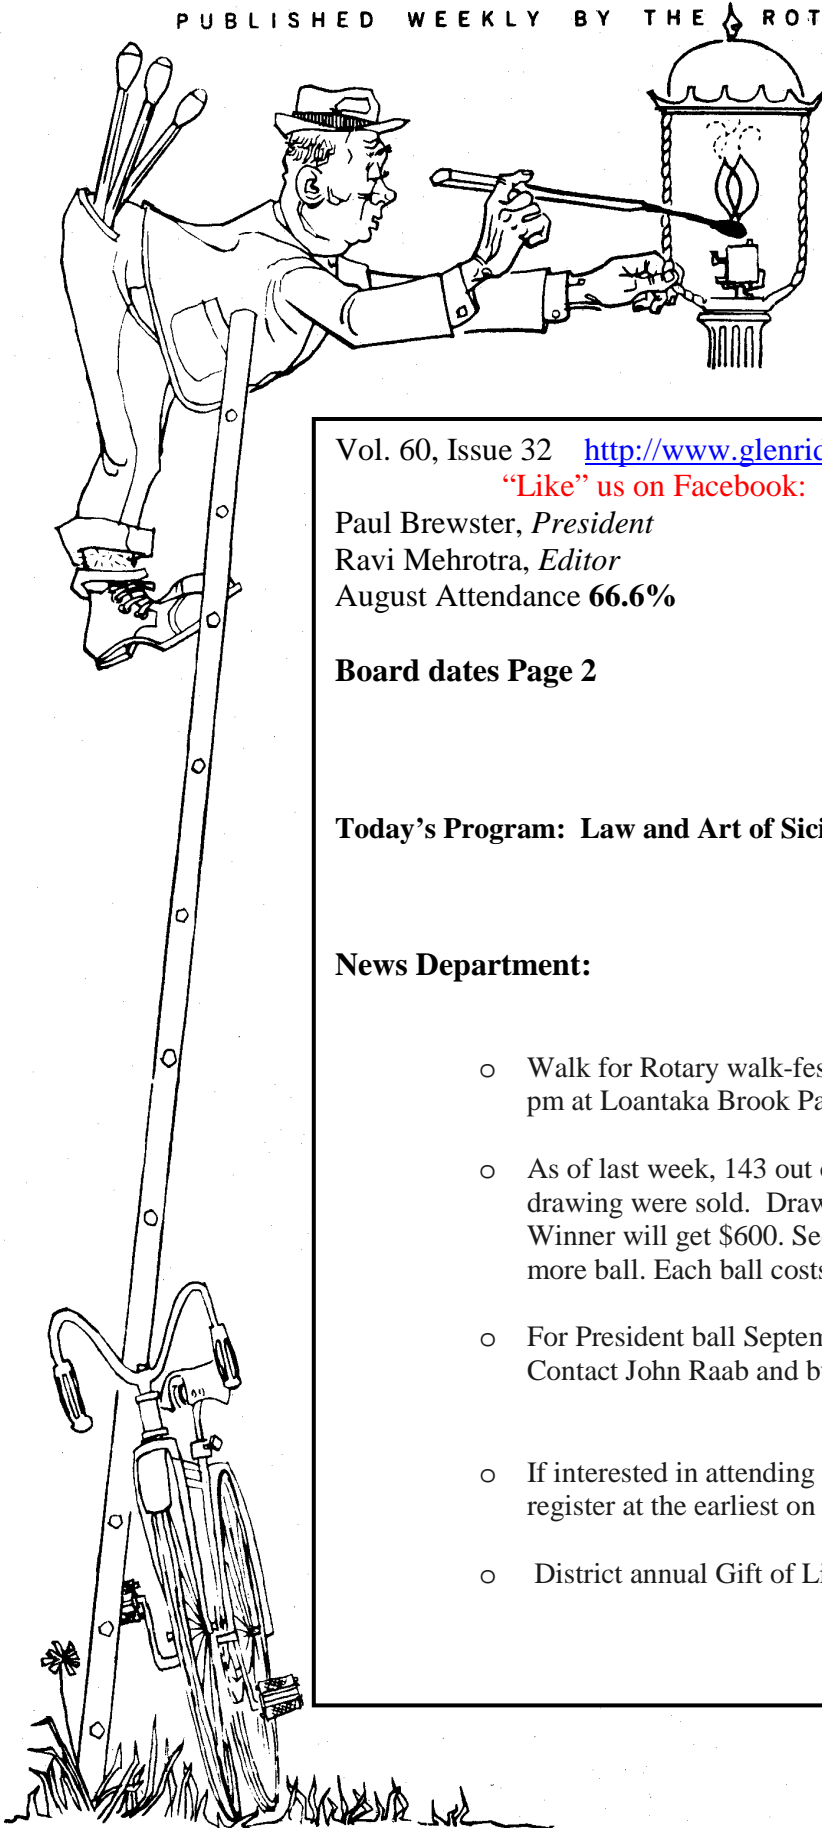 PUBLISHED WEEKLY BY THE ROT
Vol. 60, Issue 32 http://www.glenrid
“Like” us on Facebook:
Paul Brewster, President
Ravi Mehrotra, Editor
August Attendance 66.6%
Board dates Page 2
Today’s Program: Law and Art of Sici
News Department:
o Walk for Rotary walk-fes
pm at Loantaka Brook Pa
o As of last week, 143 out
drawing were sold. Draw
Winner will get $600. Se
more ball. Each ball costs
o For President ball Septem
Contact John Raab and b
o If interested in attending
register at the earliest on
o District annual Gift of Li